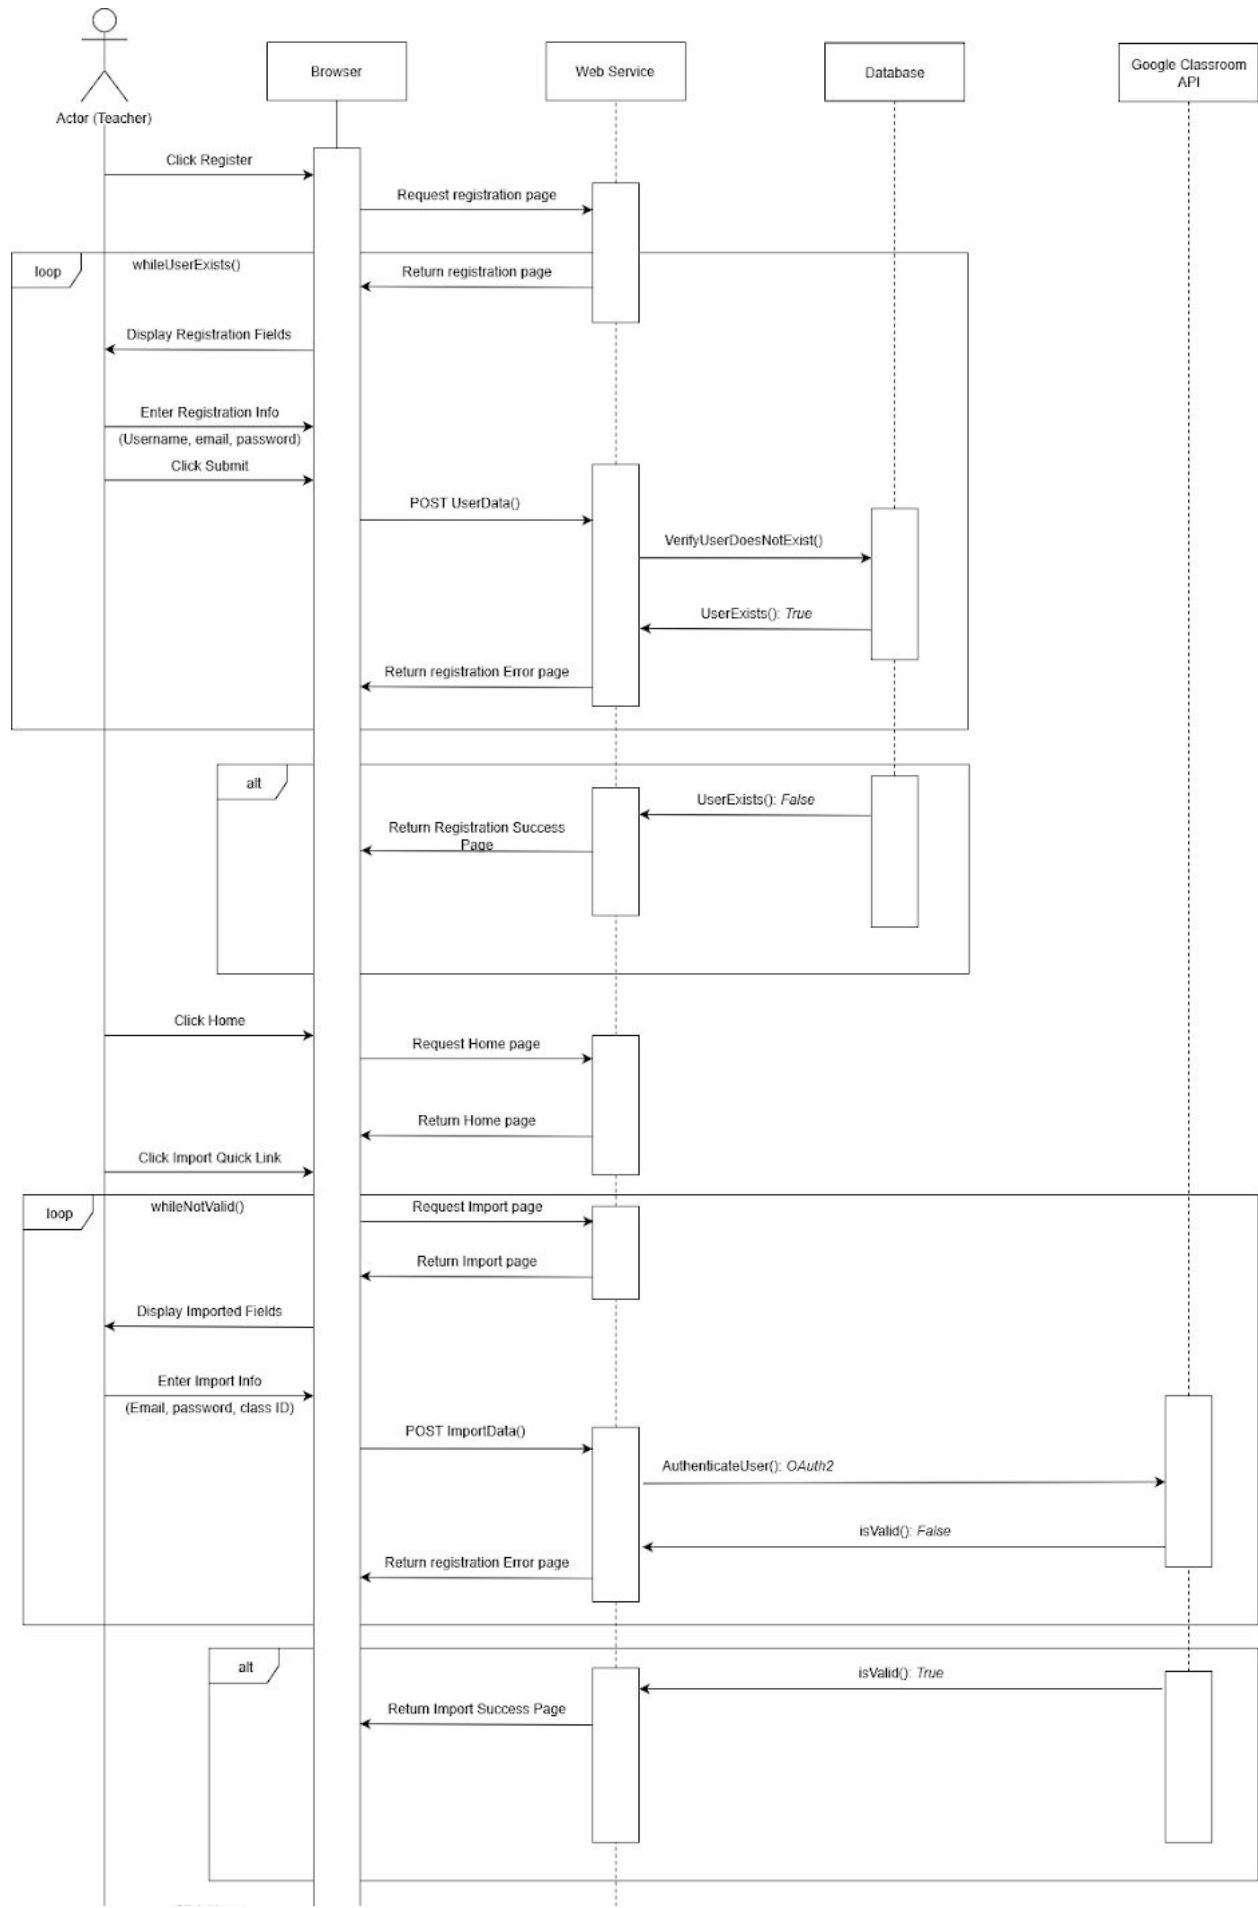 Actor (Teacher)
Browser
Web Service
Database
Google Classroom
API
Click Register
Request registration page
loop
whileUserExists()
Return registration page
Display Registration Fields
Enter Registration Info
(Username, email, password)
Click Submit
POST UserData()
VerifyUserDoesNotExist()
UserExists(): True
Return registration Error page
alt
UserExists(): False
Return Registration Success
Page
Click Home
Request Home page
Return Home page
Click Import Quick Link
loop
whileNotValid()
Request Import page
Return Import page
Display Imported Fields
Enter Import Info
(Email, password, class ID)
POST ImportData()
AuthenticateUser(): OAuth2
isValid(): False
Return registration Error page
alt
isValid(): True
Return Import Success Page